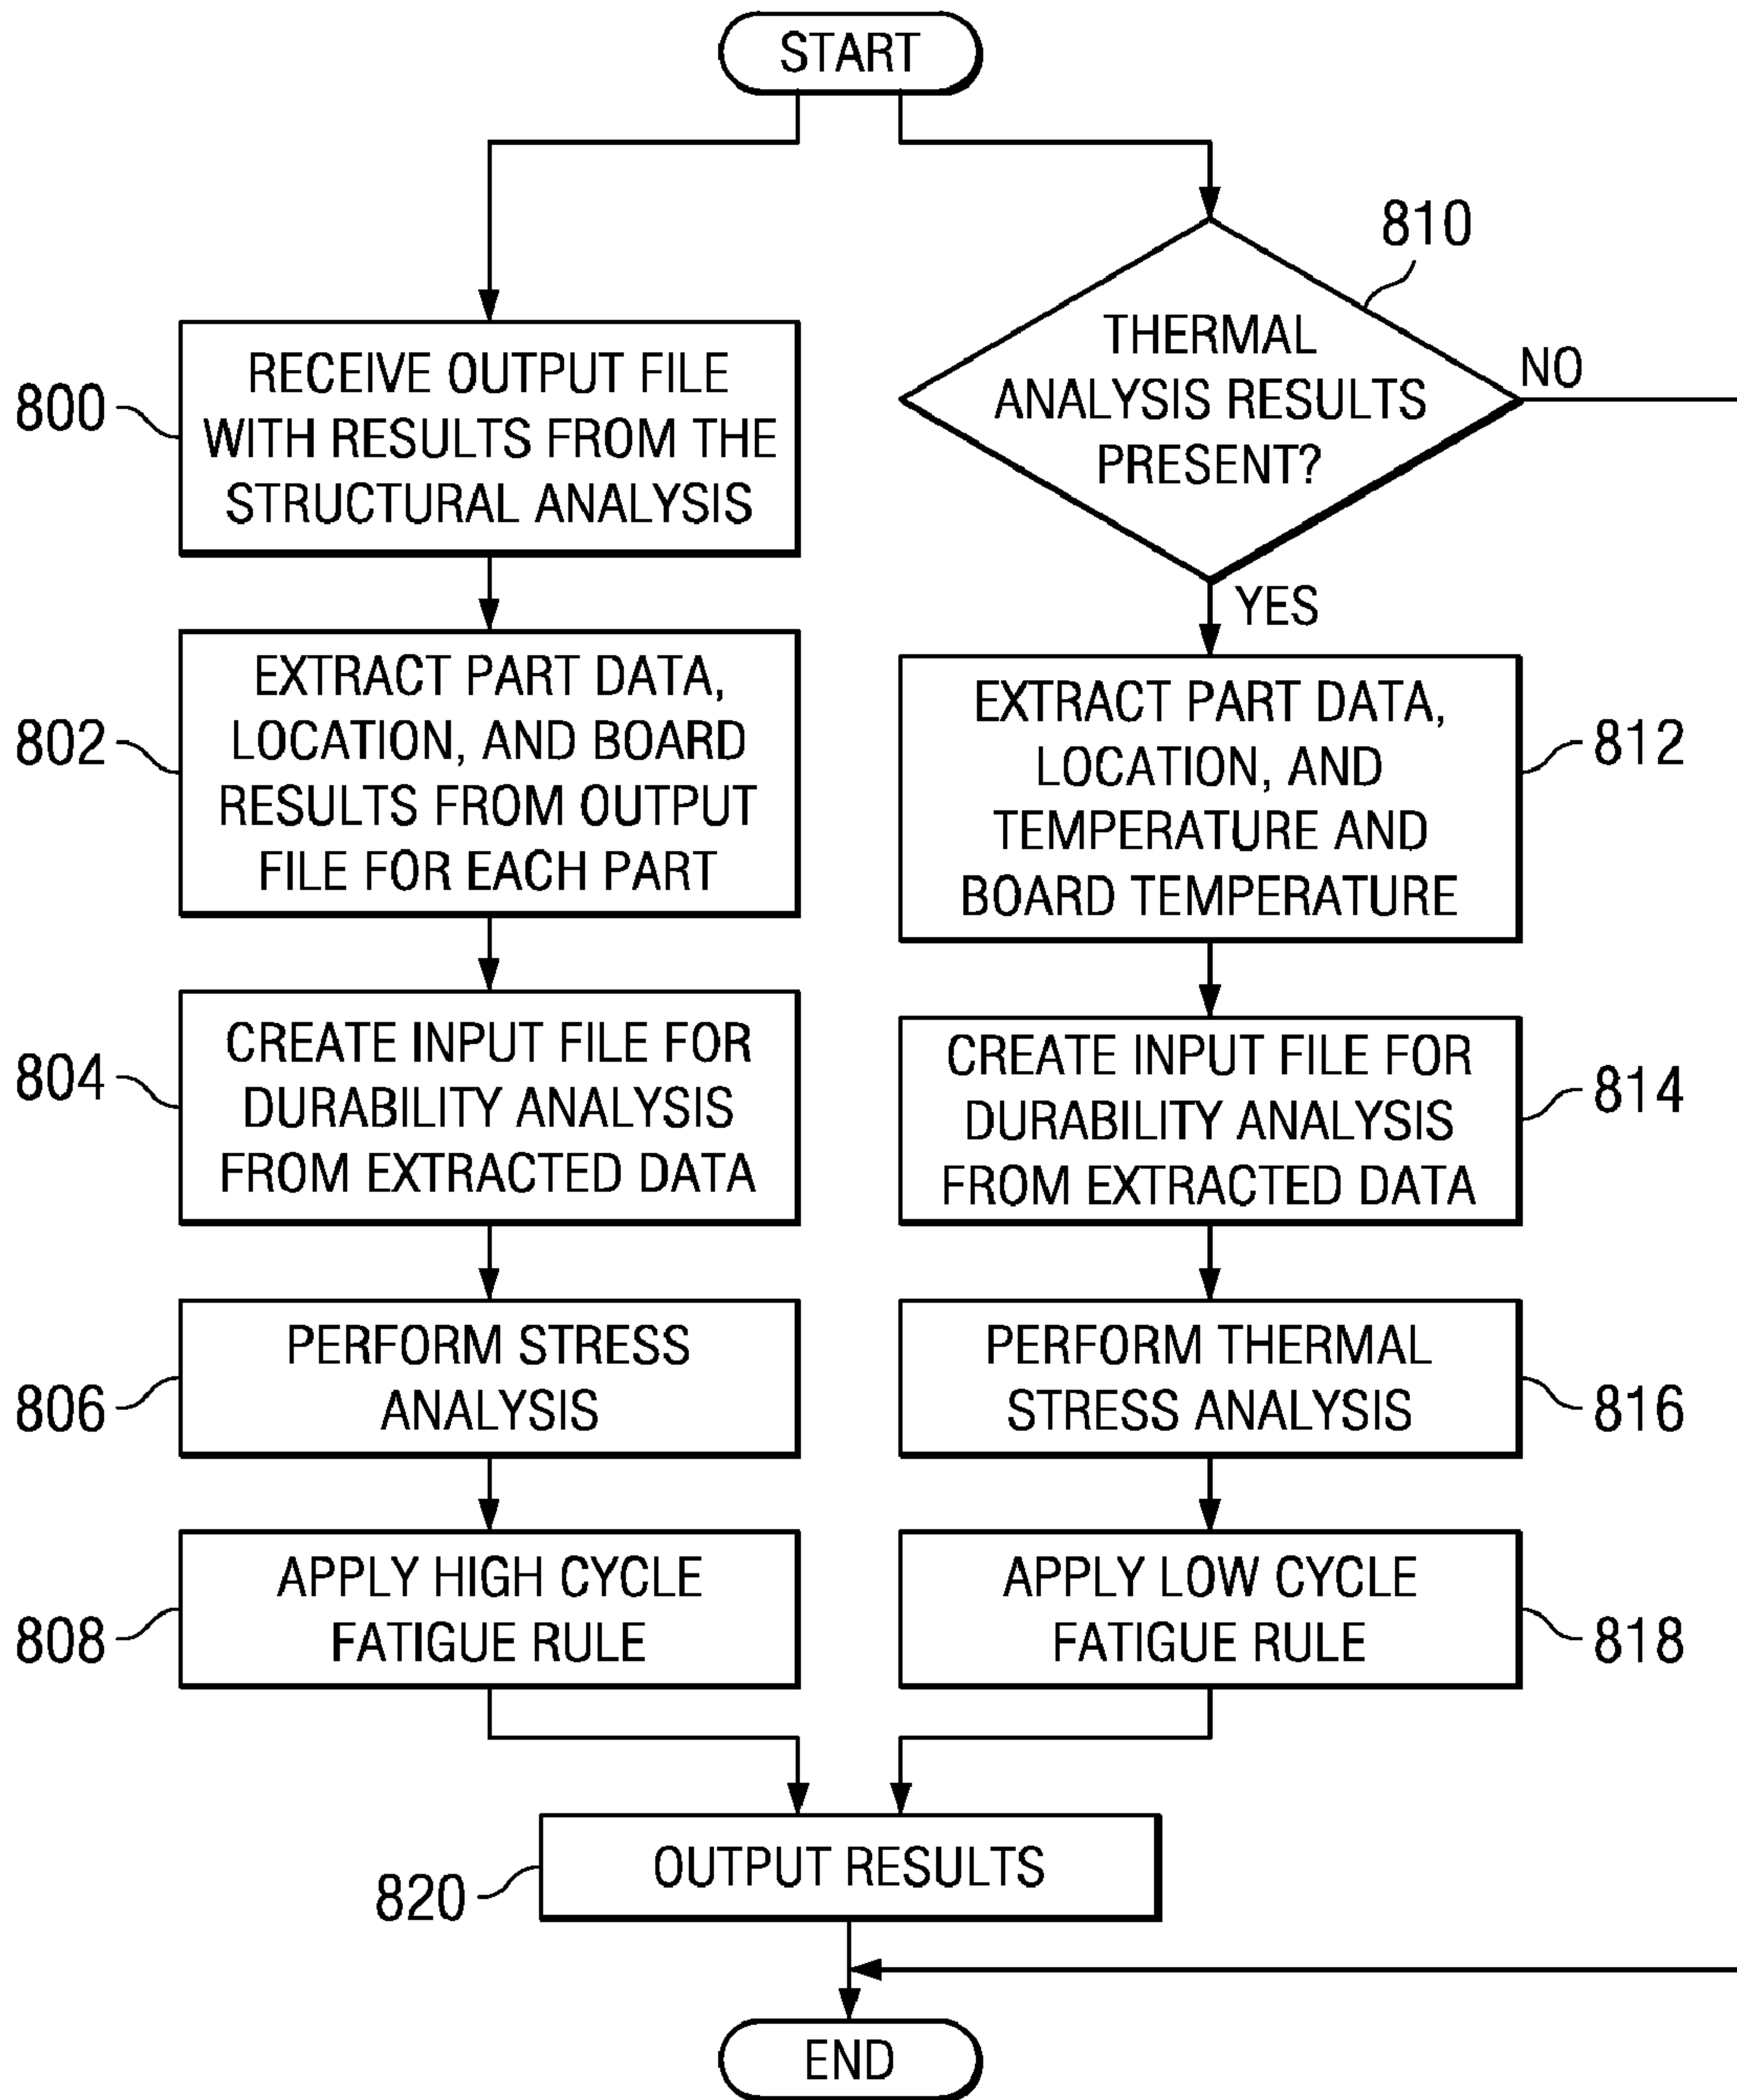 START
800
RECEIVE OUTPUT FILE
WITH RESULTS FROM THE
STRUCTURAL ANALYSIS
802
EXTRACT PART DATA,
LOCATION, AND BOARD
RESULTS FROM OUTPUT
FILE FOR EACH PART
804
CREATE INPUT FILE FOR
DURABILITY ANALYSIS
FROM EXTRACTED DATA
806
PERFORM STRESS
ANALYSIS
808
APPLY HIGH CYCLE
FATIGUE RULE
810
THERMAL
ANALYSIS RESULTS
PRESENT?
NO
YES
EXTRACT PART DATA,
LOCATION, AND
TEMPERATURE AND
BOARD TEMPERATURE
812
CREATE INPUT FILE FOR
DURABILITY ANALYSIS
FROM EXTRACTED DATA
814
PERFORM THERMAL
STRESS ANALYSIS
816
APPLY LOW CYCLE
FATIGUE RULE
818
820
OUTPUT RESULTS
END